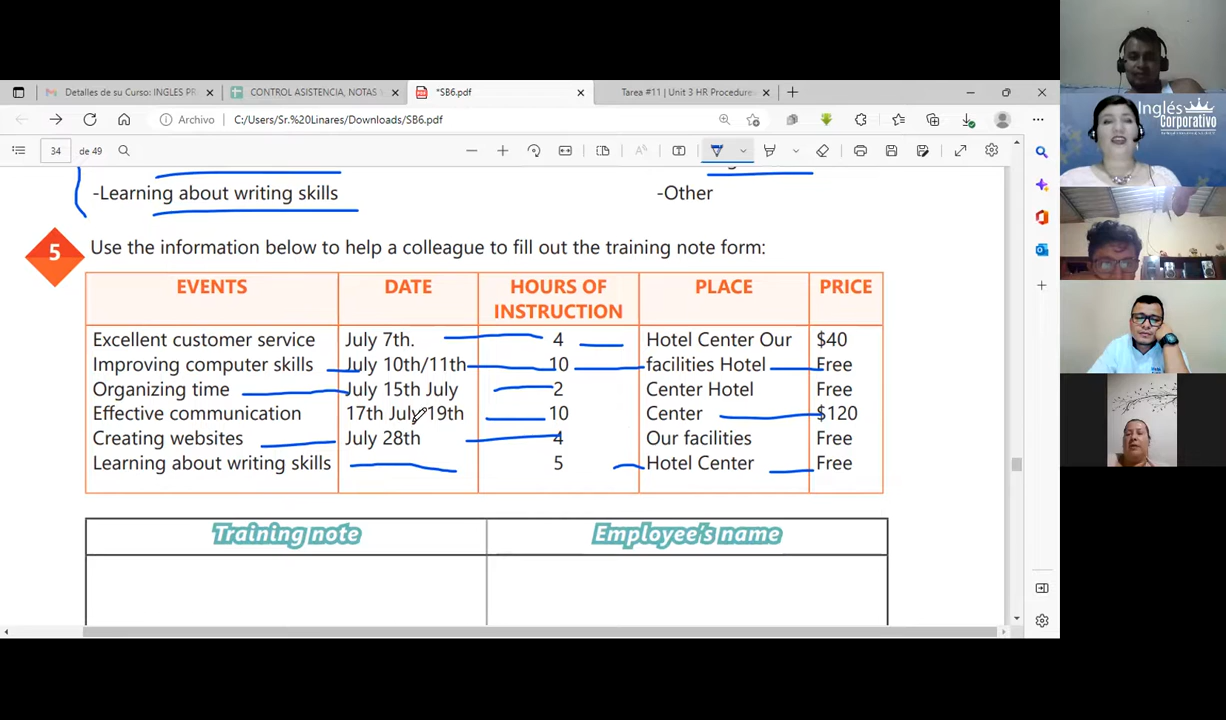 Detalles de su Curso: INGLES PR
CONTROL ASISTENCIA, NOTAS
*SB6.pdf
Tarea #11 | Unit 3 HR Procedure
Archivo C:/Users/Sr.%20Linares/Downloads/SB6.pdf
34 de 49
-Learning about writing skills -Other
5 Use the information below to help a colleague to fill out the training note form:
EVENTS DATE HOURS OF INSTRUCTION PLACE PRICE
Excellent customer service July 7th. 4 Hotel Center Our $40
Improving computer skills July 10th/11th 10 facilities Hotel Free
Organizing time July 15th July 2 Center Hotel Free
Effective communication 17th July 19th 10 Center $120
Creating websites July 28th 4 Our facilities Free
Learning about writing skills 5 Hotel Center Free
Training note Employee's name
Inglés
Corporativo